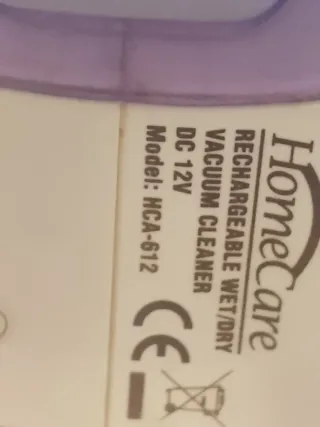 HomeCare
RECHARGEABLE WET/DRY
VACUUM CLEANER
DC 12V
Model: HCA-612
CE